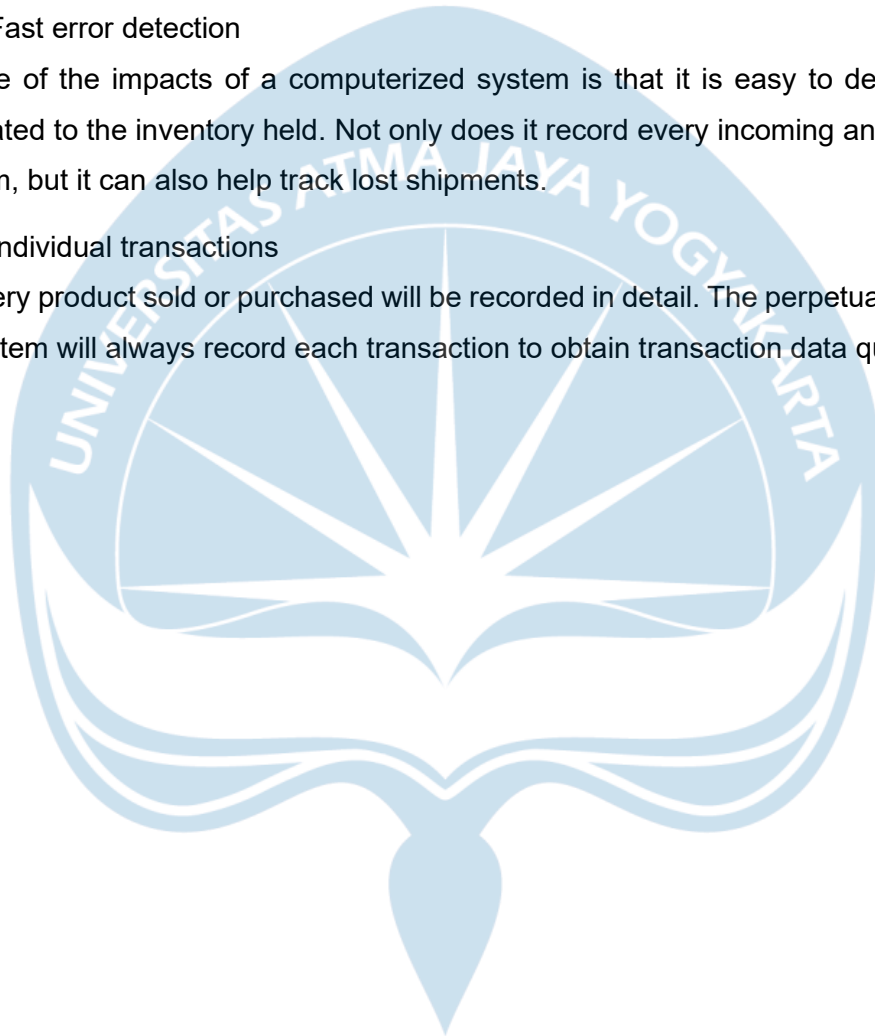 Fast error detection
e of the impacts of a computerized system is that it is easy to de
ated to the inventory held. Not only does it record every incoming an
m, but it can also help track lost shipments.
ndividual transactions
ery product sold or purchased will be recorded in detail. The perpetua
tem will always record each transaction to obtain transaction data qu
UNIVERSITAS ATMA JAYA YOGYAKARTA